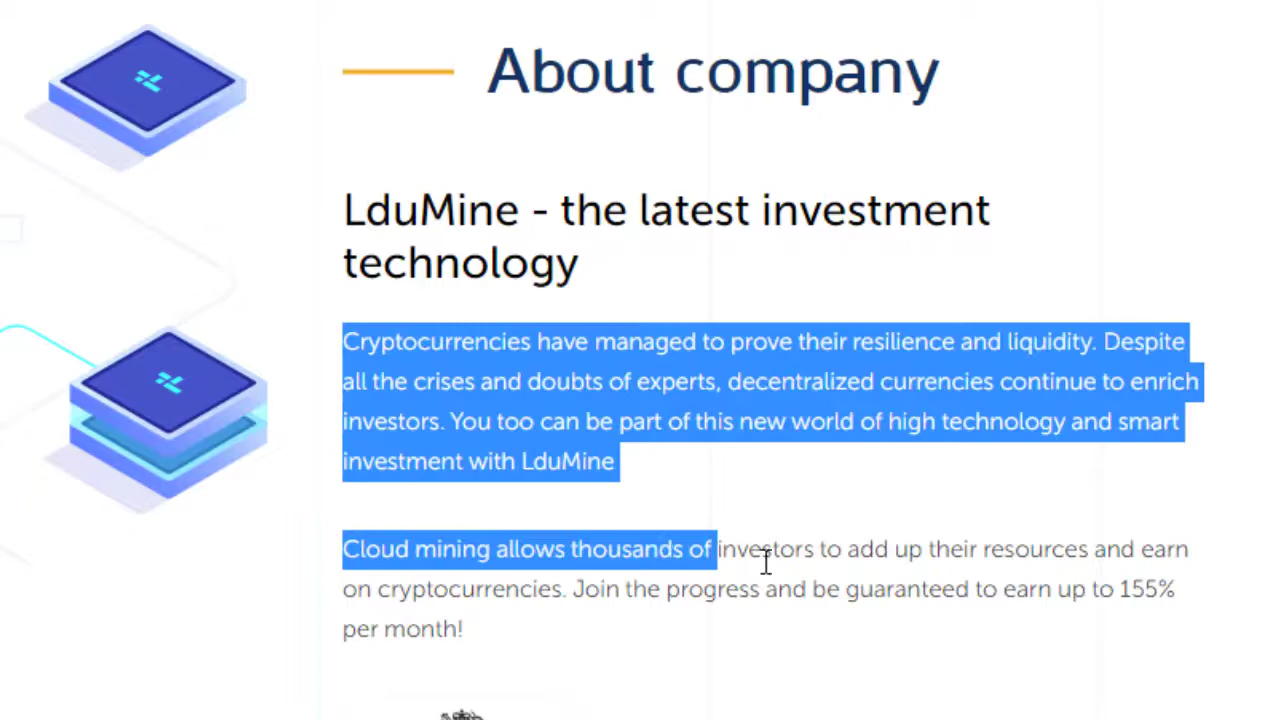 About company
LduMine - the latest investment
technology
Cryptocurrencies have managed to prove their resilience and liquidity. Despite
all the crises and doubts of experts, decentralized currencies continue to enrich
investors. You too can be part of this new world of high technology and smart
investment with LduMine
Cloud mining allows thousands of investors to add up their resources and earn
on cryptocurrencies. Join the progress and be guaranteed to earn up to 155%
per month!